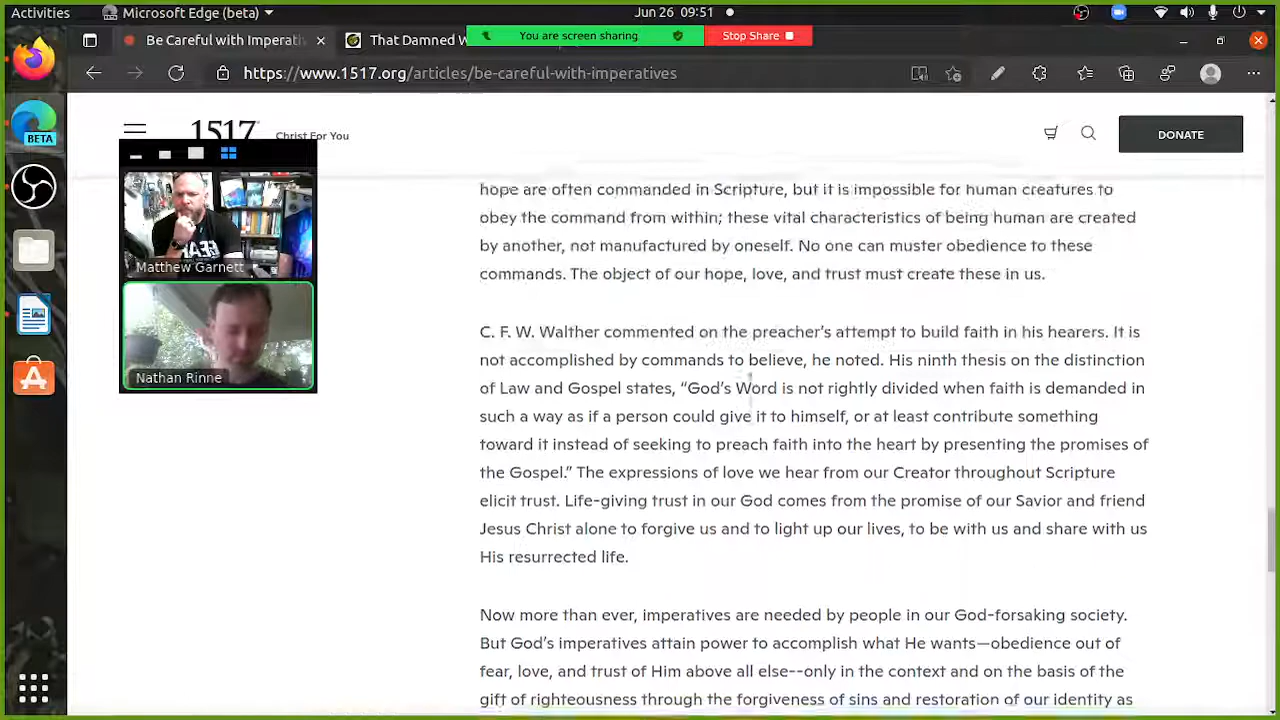 Activities
Microsoft Edge (beta)
Jun 26 09:51
Be Careful with Imperati
That Damned W
You are screen sharing
Stop Share
https://www.1517.org/articles/be-careful-with-imperatives
BETA
1517
Christ For You
DONATE
Matthew Garnett
Nathan Rinne
hope are often commanded in Scripture, but it is impossible for human creatures to
obey the command from within; these vital characteristics of being human are created
by another, not manufactured by oneself. No one can muster obedience to these
commands. The object of our hope, love, and trust must create these in us.
C. F. W. Walther commented on the preacher’s attempt to build faith in his hearers. It is
not accomplished by commands to believe, he noted. His ninth thesis on the distinction
of Law and Gospel states, “God’s Word is not rightly divided when faith is demanded in
such a way as if a person could give it to himself, or at least contribute something
toward it instead of seeking to preach faith into the heart by presenting the promises of
the Gospel.” The expressions of love we hear from our Creator throughout Scripture
elicit trust. Life-giving trust in our God comes from the promise of our Savior and friend
Jesus Christ alone to forgive us and to light up our lives, to be with us and share with us
His resurrected life.
Now more than ever, imperatives are needed by people in our God-forsaking society.
But God’s imperatives attain power to accomplish what He wants—obedience out of
fear, love, and trust of Him above all else--only in the context and on the basis of the
gift of righteousness through the forgiveness of sins and restoration of our identity as